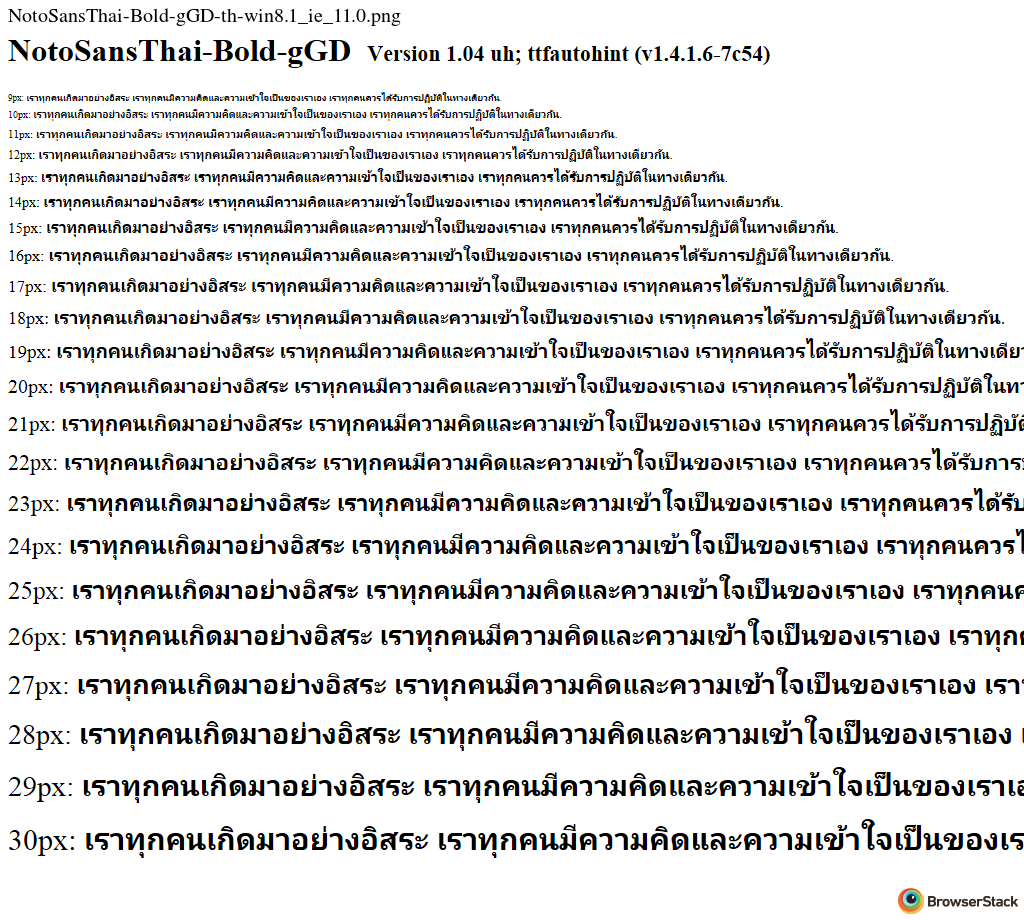 NotoSansThai-Bold-gGD-th-win8.1_ie_11.0.png
NotoSansThai-Bold-gGD Version 1.04 uh; ttfautohint (v1.4.1.6-7c54)
9px: เราทุกคนเกิดมาอย่างอิสระ เราทุกคนมีความคิดและความเข้าใจเป็นของเราเอง เราทุกคนควรได้รับการปฏิบัติในทางเดียวกัน.
10px: เราทุกคนเกิดมาอย่างอิสระ เราทุกคนมีความคิดและความเข้าใจเป็นของเราเอง เราทุกคนควรได้รับการปฏิบัติในทางเดียวกัน.
11px: เราทุกคนเกิดมาอย่างอิสระ เราทุกคนมีความคิดและความเข้าใจเป็นของเราเอง เราทุกคนควรได้รับการปฏิบัติในทางเดียวกัน.
12px: เราทุกคนเกิดมาอย่างอิสระ เราทุกคนมีความคิดและความเข้าใจเป็นของเราเอง เราทุกคนควรได้รับการปฏิบัติในทางเดียวกัน.
13px: เราทุกคนเกิดมาอย่างอิสระ เราทุกคนมีความคิดและความเข้าใจเป็นของเราเอง เราทุกคนควรได้รับการปฏิบัติในทางเดียวกัน.
14px: เราทุกคนเกิดมาอย่างอิสระ เราทุกคนมีความคิดและความเข้าใจเป็นของเราเอง เราทุกคนควรได้รับการปฏิบัติในทางเดียวกัน.
15px: เราทุกคนเกิดมาอย่างอิสระ เราทุกคนมีความคิดและความเข้าใจเป็นของเราเอง เราทุกคนควรได้รับการปฏิบัติในทางเดียวกัน.
16px: เราทุกคนเกิดมาอย่างอิสระ เราทุกคนมีความคิดและความเข้าใจเป็นของเราเอง เราทุกคนควรได้รับการปฏิบัติในทางเดียวกัน.
17px: เราทุกคนเกิดมาอย่างอิสระ เราทุกคนมีความคิดและความเข้าใจเป็นของเราเอง เราทุกคนควรได้รับการปฏิบัติในทางเดียวกัน.
18px: เราทุกคนเกิดมาอย่างอิสระ เราทุกคนมีความคิดและความเข้าใจเป็นของเราเอง เราทุกคนควรได้รับการปฏิบัติในทางเดียวกัน.
19px: เราทุกคนเกิดมาอย่างอิสระ เราทุกคนมีความคิดและความเข้าใจเป็นของเราเอง เราทุกคนควรได้รับการปฏิบัติในทางเดีย
20px: เราทุกคนเกิดมาอย่างอิสระ เราทุกคนมีความคิดและความเข้าใจเป็นของเราเอง เราทุกคนควรได้รับการปฏิบัติใน
21px: เราทุกคนเกิดมาอย่างอิสระ เราทุกคนมีความคิดและความเข้าใจเป็นของเราเอง เราทุกคนควรได้รับการปฏิบัติ
22px: เราทุกคนเกิดมาอย่างอิสระ เราทุกคนมีความคิดและความเข้าใจเป็นของเราเอง เราทุกคนควรได้รับการ
23px: เราทุกคนเกิดมาอย่างอิสระ เราทุกคนมีความคิดและความเข้าใจเป็นของเราเอง เราทุกคนควรได้รับ
24px: เราทุกคนเกิดมาอย่างอิสระ เราทุกคนมีความคิดและความเข้าใจเป็นของเราเอง เราทุกคนควร
25px: เราทุกคนเกิดมาอย่างอิสระ เราทุกคนมีความคิดและความเข้าใจเป็นของเราเอง เราทุกคน
26px: เราทุกคนเกิดมาอย่างอิสระ เราทุกคนมีความคิดและความเข้าใจเป็นของเราเอง เราทุก
27px: เราทุกคนเกิดมาอย่างอิสระ เราทุกคนมีความคิดและความเข้าใจเป็นของเราเอง เรา
28px: เราทุกคนเกิดมาอย่างอิสระ เราทุกคนมีความคิดและความเข้าใจเป็นของเราเอง
29px: เราทุกคนเกิดมาอย่างอิสระ เราทุกคนมีความคิดและความเข้าใจเป็นของเรา
30px: เราทุกคนเกิดมาอย่างอิสระ เราทุกคนมีความคิดและความเข้าใจเป็นของ
BrowserStack